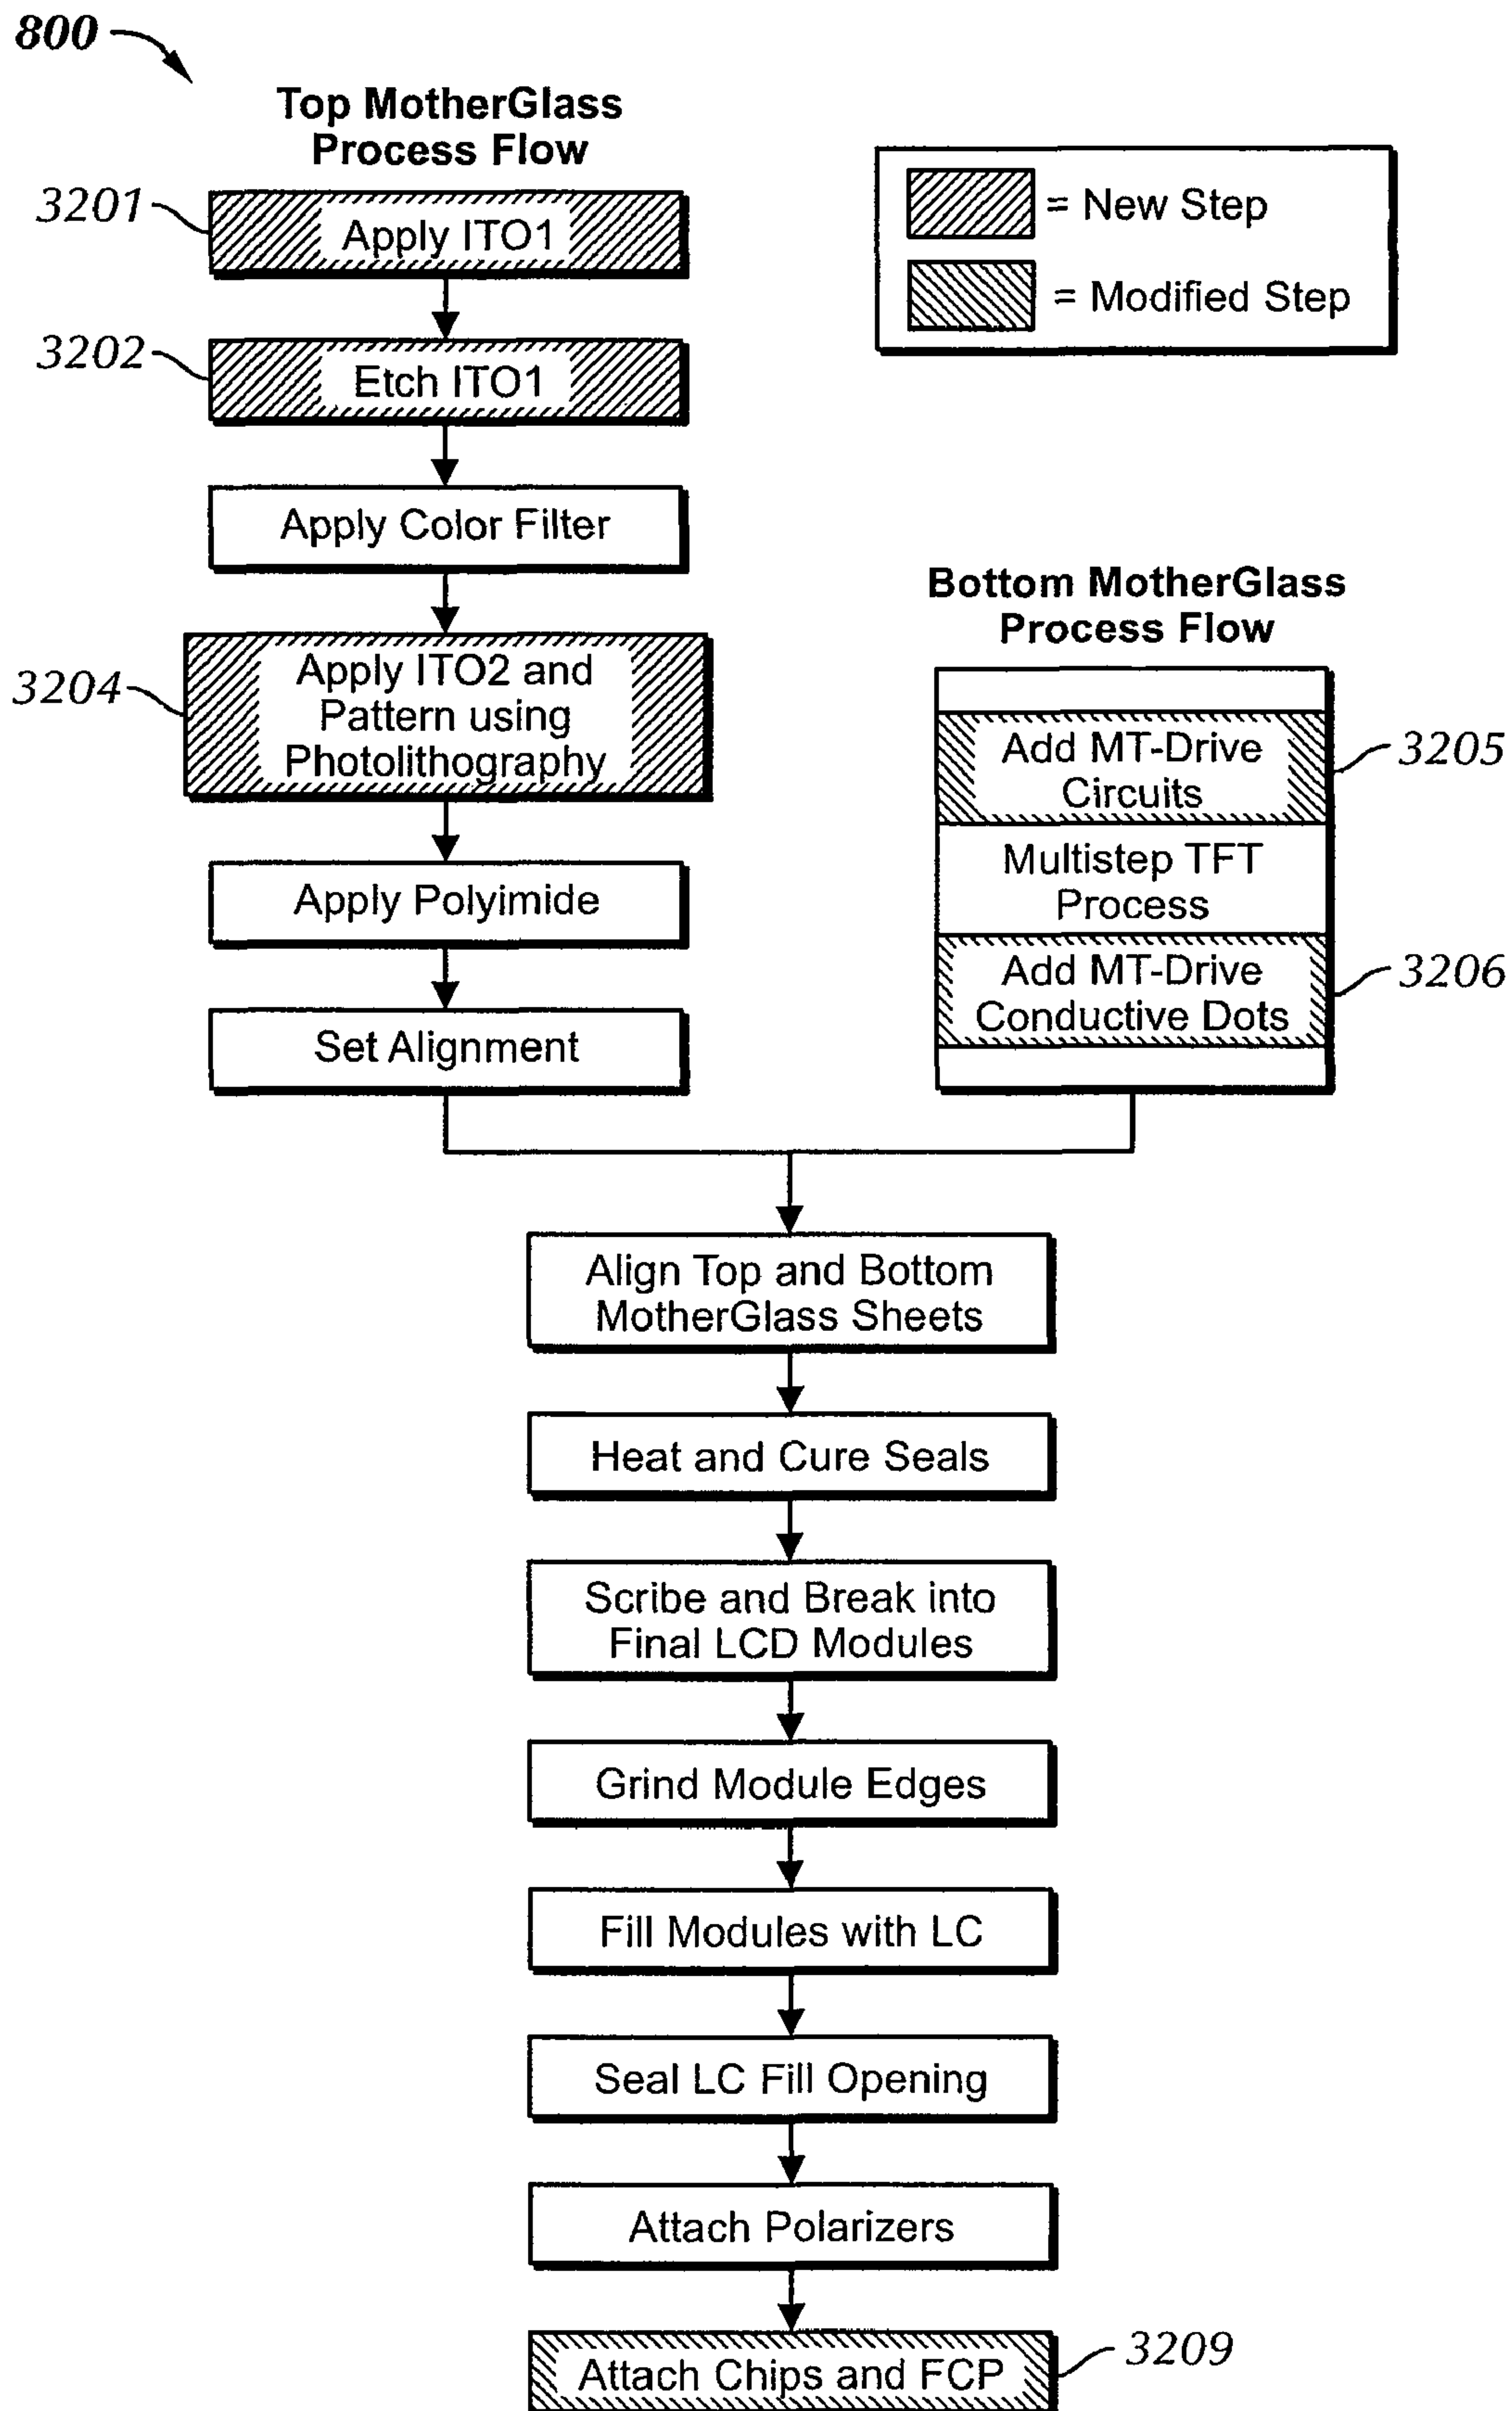 800
Top MotherGlass
Process Flow
3201
Apply ITO1
= New Step
= Modified Step
3202
Etch ITO1
Apply Color Filter
3204
Apply ITO2 and
Pattern using
Photolithography
Apply Polyimide
Set Alignment
Bottom MotherGlass
Process Flow
Add MT-Drive
Circuits
3205
Multistep TFT
Process
Add MT-Drive
Conductive Dots
3206
Align Top and Bottom
MotherGlass Sheets
Heat and Cure Seals
Scribe and Break into
Final LCD Modules
Grind Module Edges
Fill Modules with LC
Seal LC Fill Opening
Attach Polarizers
Attach Chips and FCP
3209